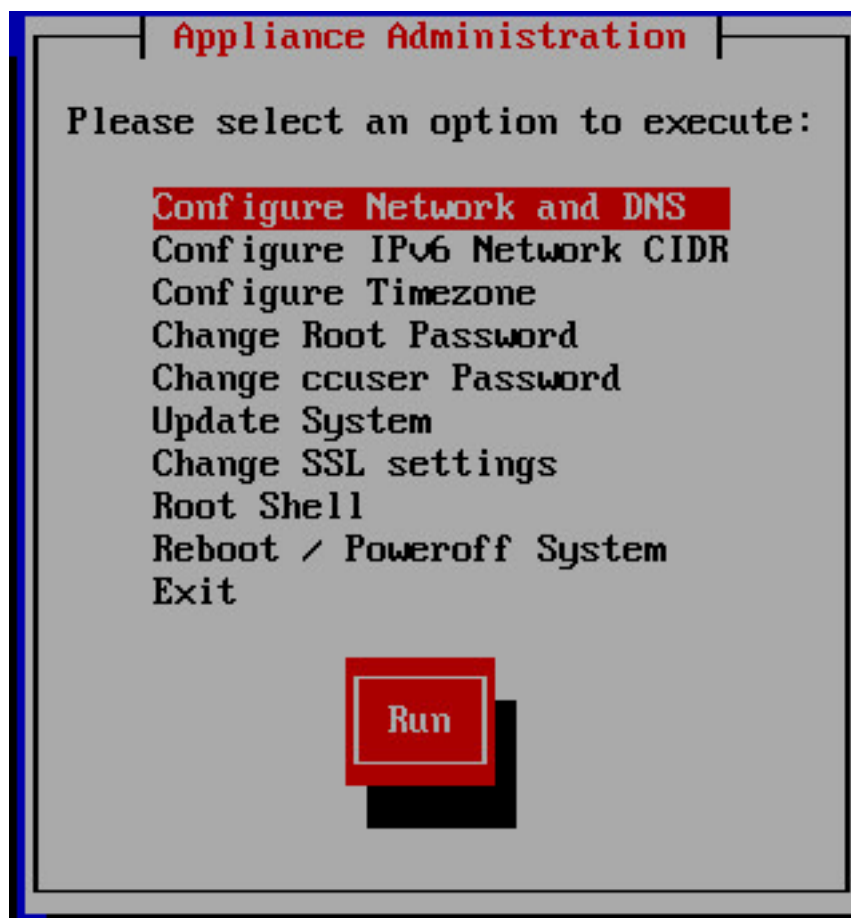 Appliance Administration
Please select an option to execute:
Configure Network and DNS
Configure IPv6 Network CIDR
Configure Timezone
Change Root Password
Change ccuser Password
Update System
Change SSL settings
Root Shell
Reboot / Poweroff System
Exit
Run